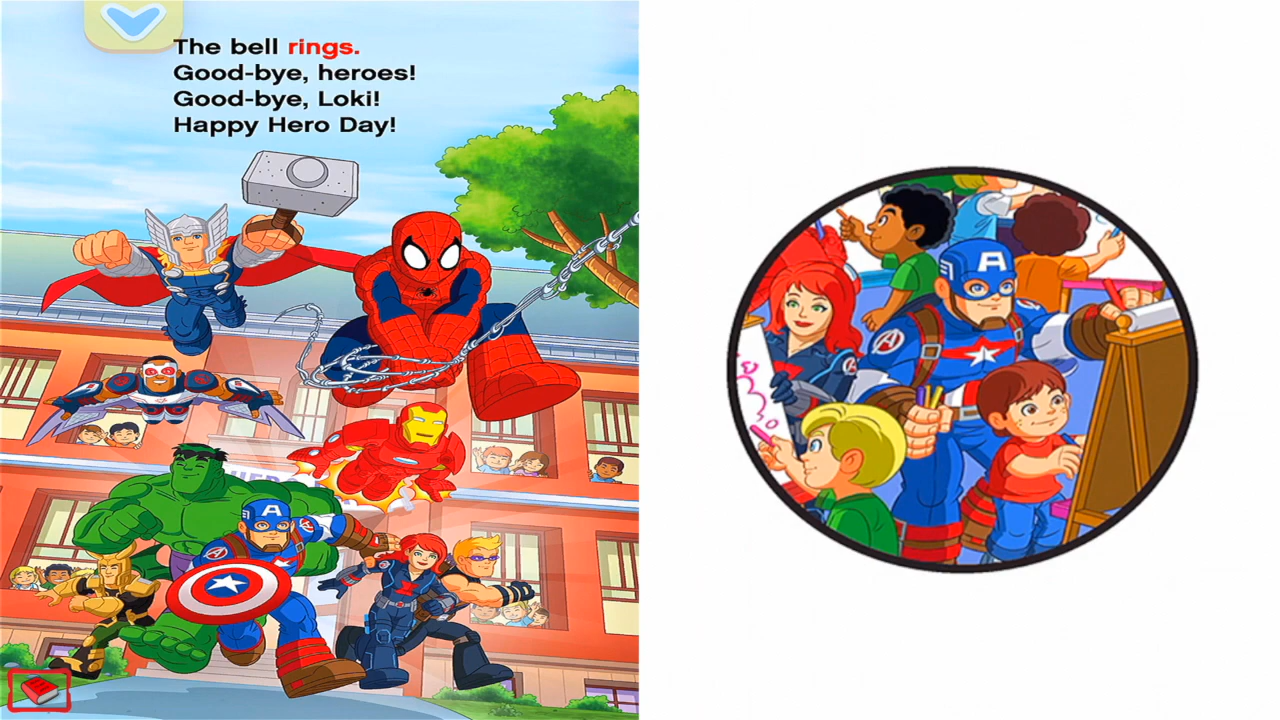 The bell rings.
Good-bye, heroes!
Good-bye, Loki!
Happy Hero Day!